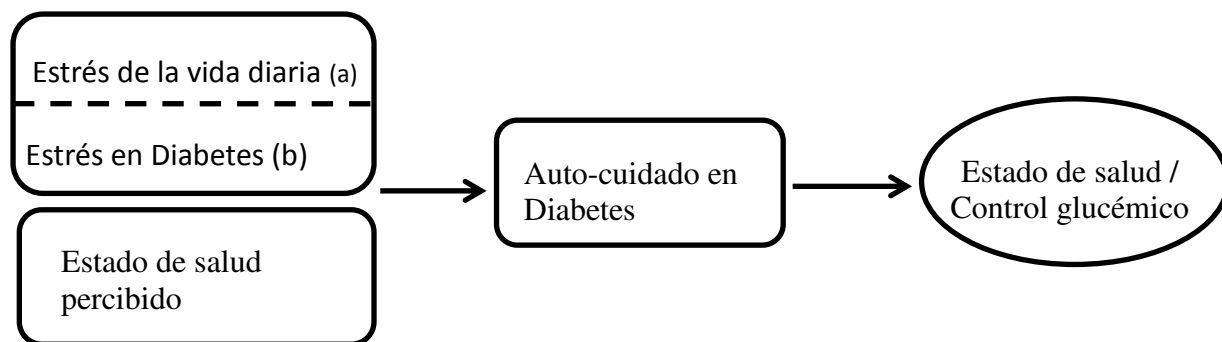 Estrés de la vida diaria (a)
Estrés en Diabetes (b)
Estado de salud
percibido
Auto-cuidado en
Diabetes
Estado de salud /
Control glucémico